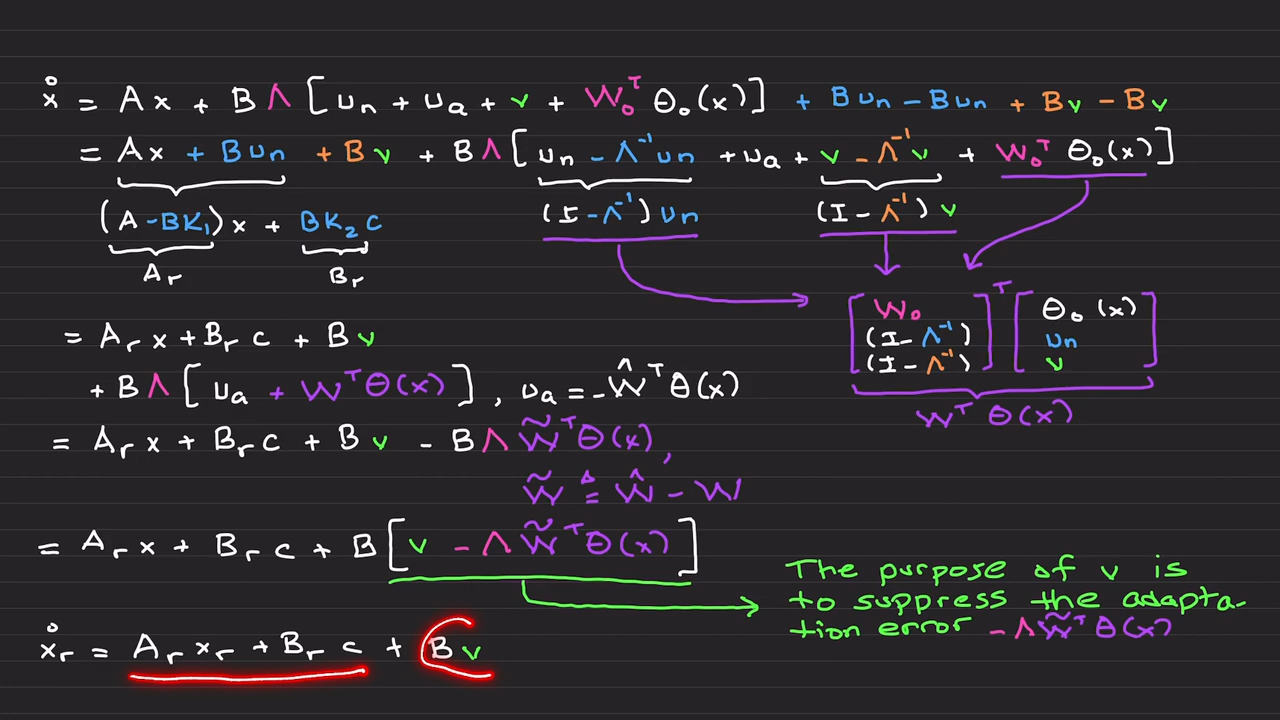 ẋ = Ax + BΛ[uₙ + uₐ + v + W₀ᵀ Θ₀(x)] + Buₙ − Buₙ + Bv − Bv
= Ax + Buₙ + Bv + BΛ[uₙ − Λ⁻¹uₙ + uₐ + v − Λ⁻¹v + W₀ᵀ Θ₀(x)]
(A − BK₁)x + BK₂c (I − Λ⁻¹)uₙ (I − Λ⁻¹)v
Aᵣ Bᵣ
[W₀ (I − Λ⁻¹) (I − Λ⁻¹)]ᵀ [Θ₀(x) uₙ v]
WᵀΘ(x)
= Aᵣx + Bᵣc + Bv
+ BΛ[uₐ + WᵀΘ(x)], uₐ = −ŴᵀΘ(x)
= Aᵣx + Bᵣc + Bv − BΛW̃ᵀΘ(x),
W̃ ≜ Ŵ − W
= Aᵣx + Bᵣc + B[v − ΛW̃ᵀΘ(x)]
The purpose of v is
to suppress the adapta-
tion error −ΛW̃ᵀΘ(x)
ẋᵣ = Aᵣxᵣ + Bᵣc + Bv